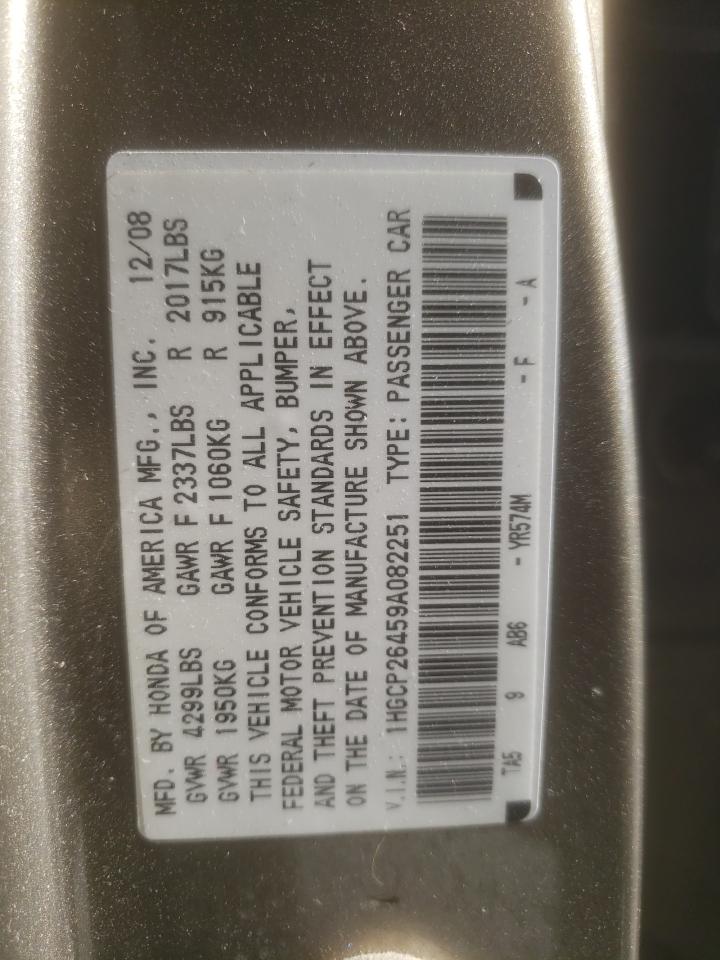 MFD. BY HONDA OF AMERICA MFG., INC. 12/08
GVWR 4299LBS GAWR F 2337LBS R 2017LBS
GVWR 1950KG GAWR F 1060KG R 915KG
THIS VEHICLE CONFORMS TO ALL APPLICABLE
FEDERAL MOTOR VEHICLE SAFETY, BUMPER,
AND THEFT PREVENTION STANDARDS IN EFFECT
ON THE DATE OF MANUFACTURE SHOWN ABOVE.
V.I.N.: 1HGCP26459A082251 TYPE: PASSENGER CAR
TA5 9 AB6 - YR574M - F - A